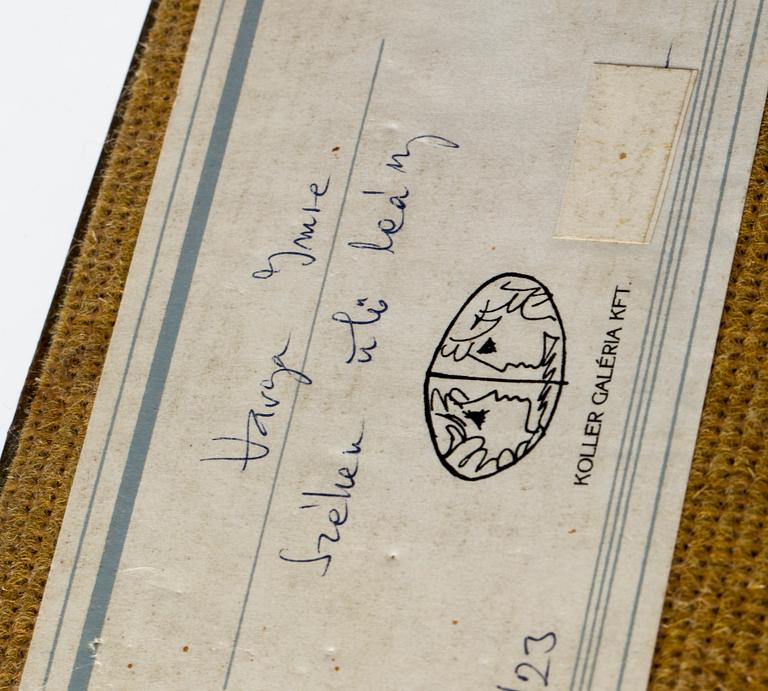 Varga Imre
Széken ülő leány
KOLLER GALÉRIA KFT.
/23